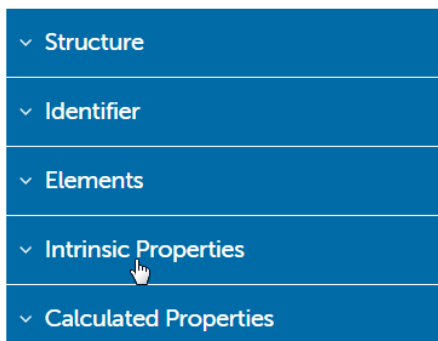 Structure
Identifier
Elements
Intrinsic Properties
Calculated Properties